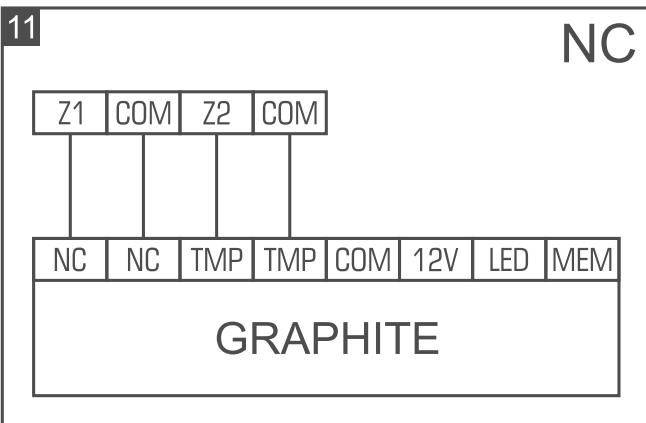 11
NC
Z1 COM Z2 COM
NC NC TMP TMP COM 12V LED MEM
GRAPHITE